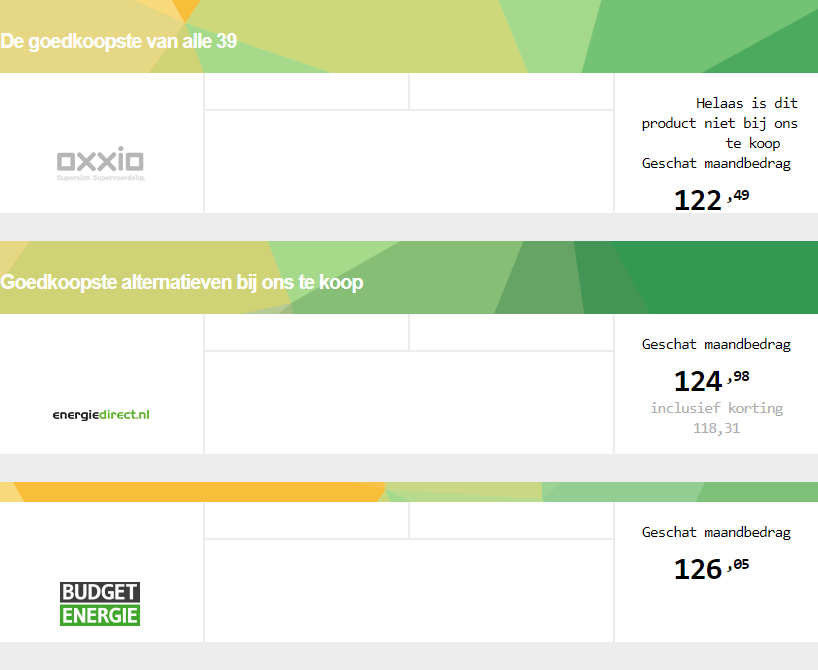 De goedkoopste van alle 39
Helaas is dit
product niet bij ons
te koop
oxxio
Superslim. Supervoordelig.
Geschat maandbedrag
122,49
Goedkoopste alternatieven bij ons te koop
Geschat maandbedrag
124,98
energiedirect.nl
inclusief korting
118,31
Geschat maandbedrag
126,05
BUDGET
ENERGIE